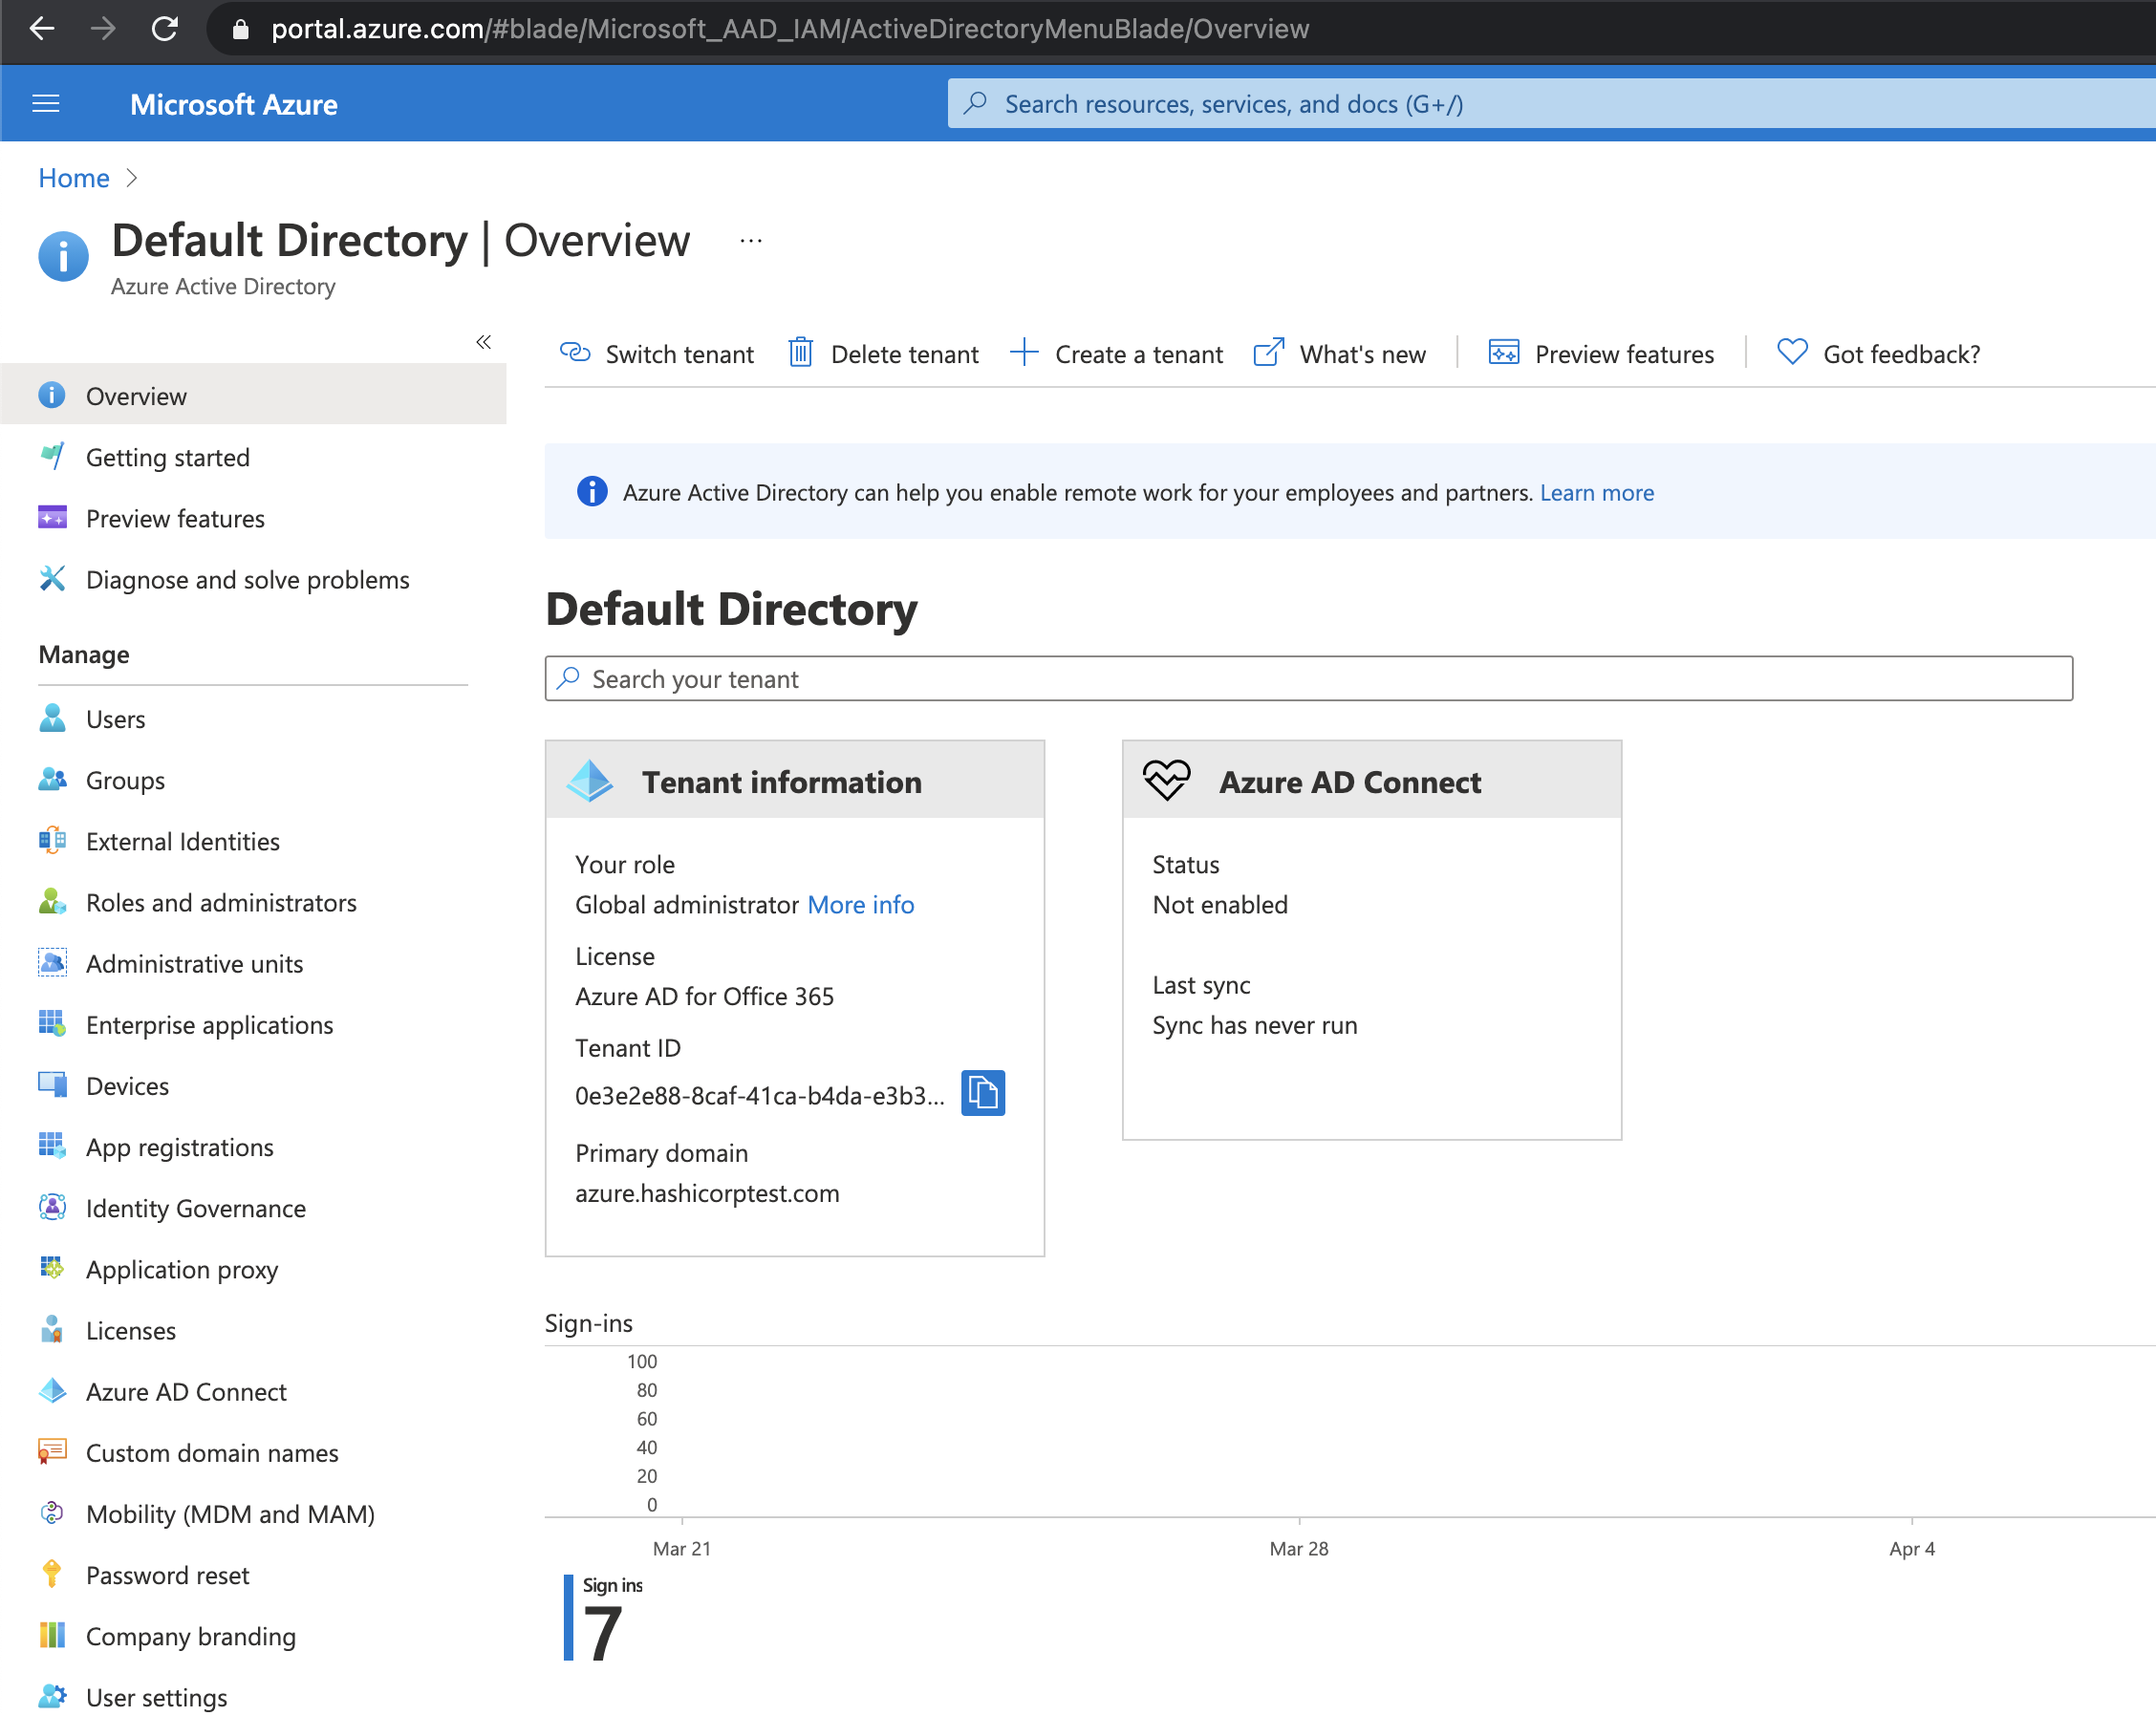 portal.azure.com/#blade/Microsoft_AAD_IAM/ActiveDirectoryMenuBlade/Overview
Microsoft Azure
Search resources, services, and docs (G+/)
Home
Default Directory | Overview
...
Azure Active Directory
Overview
Getting started
Preview features
Diagnose and solve problems
Manage
Users
Groups
External Identities
Roles and administrators
Administrative units
Enterprise applications
Devices
App registrations
Identity Governance
Application proxy
Licenses
Azure AD Connect
Custom domain names
Mobility (MDM and MAM)
Password reset
Company branding
User settings
Switch tenant
Delete tenant
Create a tenant
What's new
Preview features
Got feedback?
Azure Active Directory can help you enable remote work for your employees and partners. Learn more
Default Directory
Search your tenant
Tenant information
Your role
Global administrator More info
License
Azure AD for Office 365
Tenant ID
0e3e2e88-8caf-41ca-b4da-e3b3...
Primary domain
azure.hashicorptest.com
Azure AD Connect
Status
Not enabled
Last sync
Sync has never run
Sign-ins
100
80
60
40
20
0
Mar 21
Mar 28
Apr 4
Sign ins
7